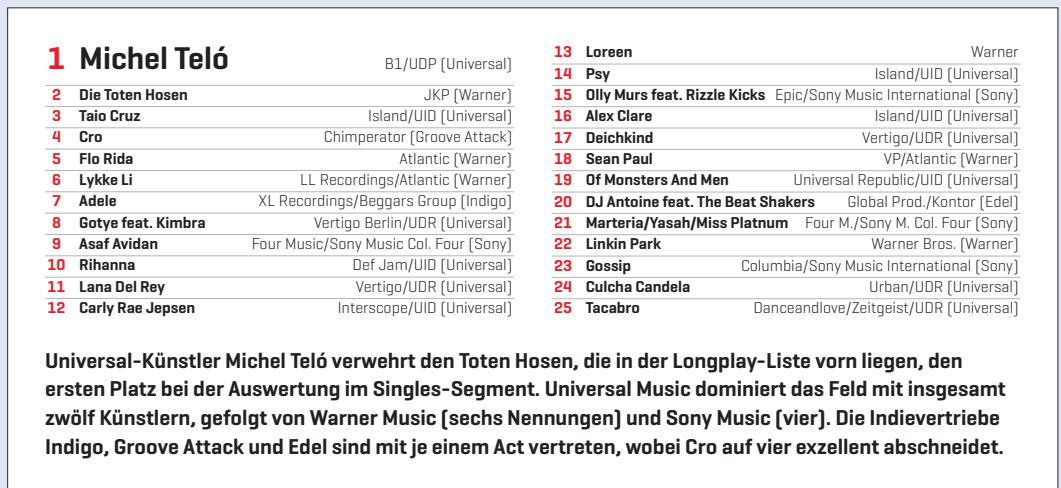 1 Michel Teló B1/UDP (Universal)
2 Die Toten Hosen JKP (Warner)
3 Taio Cruz Island/UID (Universal)
4 Cro Chimperator (Groove Attack)
5 Flo Rida Atlantic (Warner)
6 Lykke Li LL Recordings/Atlantic (Warner)
7 Adele XL Recordings/Beggars Group (Indigo)
8 Gotye feat. Kimbra Vertigo Berlin/UDR (Universal)
9 Asaf Avidan Four Music/Sony Music Col. Four (Sony)
10 Rihanna Def Jam/UID (Universal)
11 Lana Del Rey Vertigo/UDR (Universal)
12 Carly Rae Jepsen Interscope/UID (Universal)
13 Loreen Warner
14 Psy Island/UID (Universal)
15 Olly Murs feat. Rizzle Kicks Epic/Sony Music International (Sony)
16 Alex Clare Island/UID (Universal)
17 Deichkind Vertigo/UDR (Universal)
18 Sean Paul VP/Atlantic (Warner)
19 Of Monsters And Men Universal Republic/UID (Universal)
20 DJ Antoine feat. The Beat Shakers Global Prod./Kontor (Edel)
21 Marteria/Yasah/Miss Platnum Four M./Sony M. Col. Four (Sony)
22 Linkin Park Warner Bros. (Warner)
23 Gossip Columbia/Sony Music International (Sony)
24 Culcha Candela Urban/UDR (Universal)
25 Tacabro Danceandlove/Zeitgeist/UDR (Universal)
Universal-Künstler Michel Teló verwehrt den Toten Hosen, die in der Longplay-Liste vorn liegen, den
ersten Platz bei der Auswertung im Singles-Segment. Universal Music dominiert das Feld mit insgesamt
zwölf Künstlern, gefolgt von Warner Music (sechs Nennungen) und Sony Music (vier). Die Indievertriebe
Indigo, Groove Attack und Edel sind mit je einem Act vertreten, wobei Cro auf vier exzellent abschneidet.